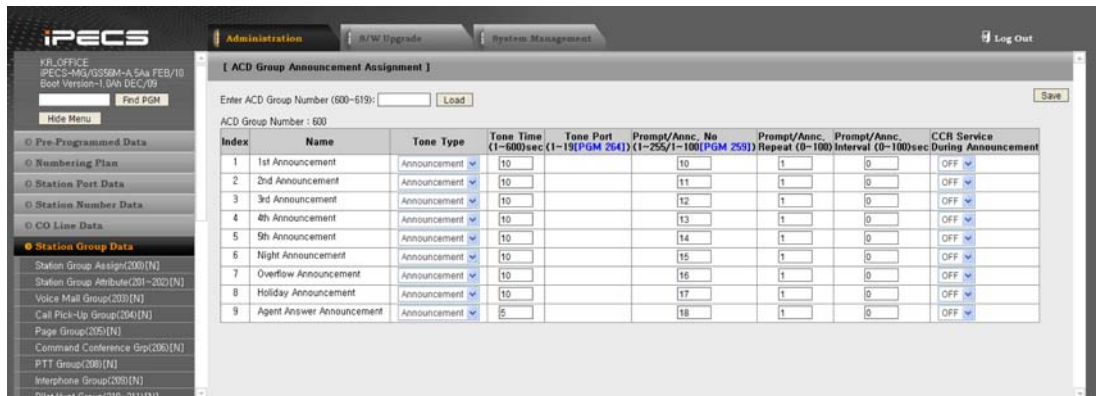 iPECS
Administration
S/W Upgrade
System Management
Log Out
KR_OFFICE
iPECS-MG/GS56M-A.5Aa FEB/10
Boot Version-1.0Ah DEC/09
Find PGM
Hide Menu
Pre-Programmed Data
Numbering Plan
Station Port Data
Station Number Data
CO Line Data
Station Group Data
Station Group Assign(200)[N]
Station Group Attribute(201~202)[N]
Voice Mail Group(203)[N]
Call Pick-Up Group(204)[N]
Page Group(205)[N]
Command Conference Grp(206)[N]
PTT Group(208)[N]
Interphone Group(209)[N]
Pilot Hunt Group(210~211)[N]
[ ACD Group Announcement Assignment ]
Enter ACD Group Number (600~619): Load
Save
ACD Group Number : 600
Index Name Tone Type Tone Time (1~600)sec Tone Port (1~19[PGM 264]) Prompt/Annc, No (1~255/1~100[PGM 259]) Prompt/Annc, Repeat (0~100) Prompt/Annc, Interval (0~100)sec CCR Service During Announcement
1 1st Announcement Announcement 10 10 1 0 OFF
2 2nd Announcement Announcement 10 11 1 0 OFF
3 3rd Announcement Announcement 10 12 1 0 OFF
4 4th Announcement Announcement 10 13 1 0 OFF
5 5th Announcement Announcement 10 14 1 0 OFF
6 Night Announcement Announcement 10 15 1 0 OFF
7 Overflow Announcement Announcement 10 16 1 0 OFF
8 Holiday Announcement Announcement 10 17 1 0 OFF
9 Agent Answer Announcement Announcement 5 18 1 0 OFF